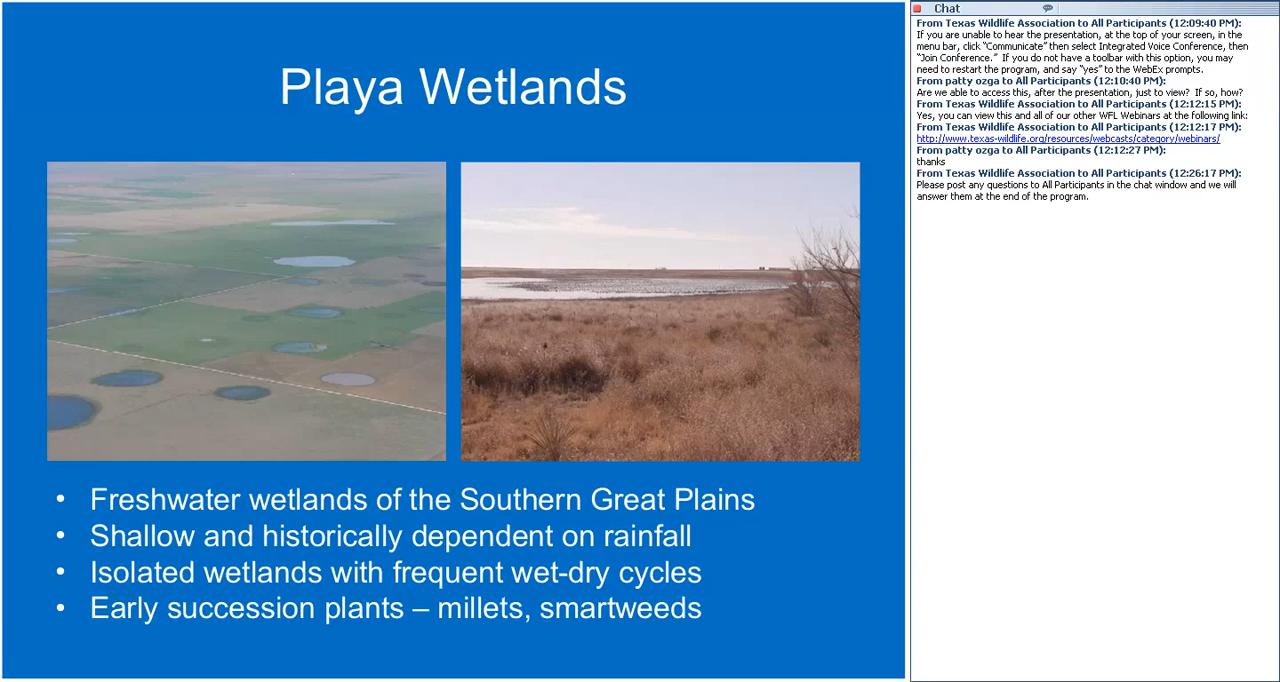 Playa Wetlands
• Freshwater wetlands of the Southern Great Plains
• Shallow and historically dependent on rainfall
• Isolated wetlands with frequent wet-dry cycles
• Early succession plants – millets, smartweeds
Chat
From Texas Wildlife Association to All Participants (12:09:40 PM):
If you are unable to hear the presentation, at the top of your screen, in the
menu bar, click “Communicate” then select Integrated Voice Conference, then
“Join Conference.”  If you do not have a toolbar with this option, you may
need to restart the program, and say “yes” to the WebEx prompts.
From patty ozga to All Participants (12:10:40 PM):
Are we able to access this, after the presentation, just to view?  If so, how?
From Texas Wildlife Association to All Participants (12:12:15 PM):
Yes, you can view this and all of our other WFL Webinars at the following link:
From Texas Wildlife Association to All Participants (12:12:17 PM):
http://www.texas-wildlife.org/resources/webcasts/category/webinars/
From patty ozga to All Participants (12:12:27 PM):
thanks
From Texas Wildlife Association to All Participants (12:26:17 PM):
Please post any questions to All Participants in the chat window and we will
answer them at the end of the program.